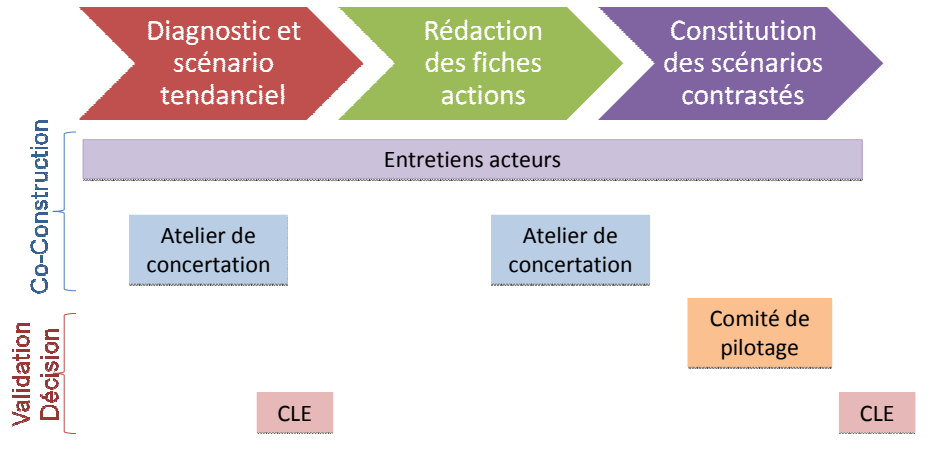 Diagnostic et
scénario
tendanciel
Rédaction
des fiches
actions
Constitution
des scénarios
contrastés
Co-Construction
Entretiens acteurs
Atelier de
concertation
Atelier de
concertation
Validation
Décision
Comité de
pilotage
CLE
CLE